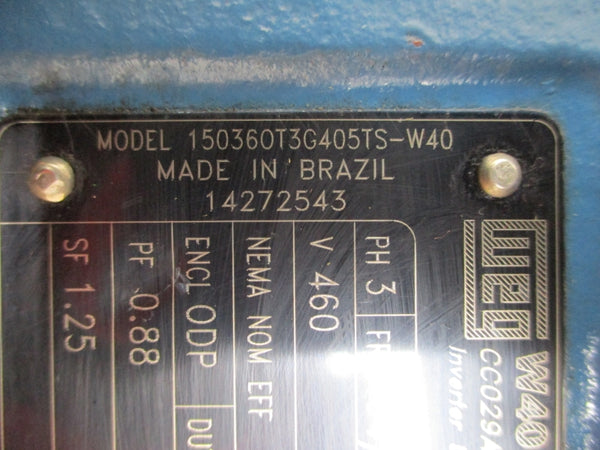 MODEL 150360T3G405TS-W40
MADE IN BRAZIL
14272543
PH 3
V 460
NEMA NOM EFF
ENCL ODP
PF 0.88
SF 1.25
weg W40
CC029A
Inverter